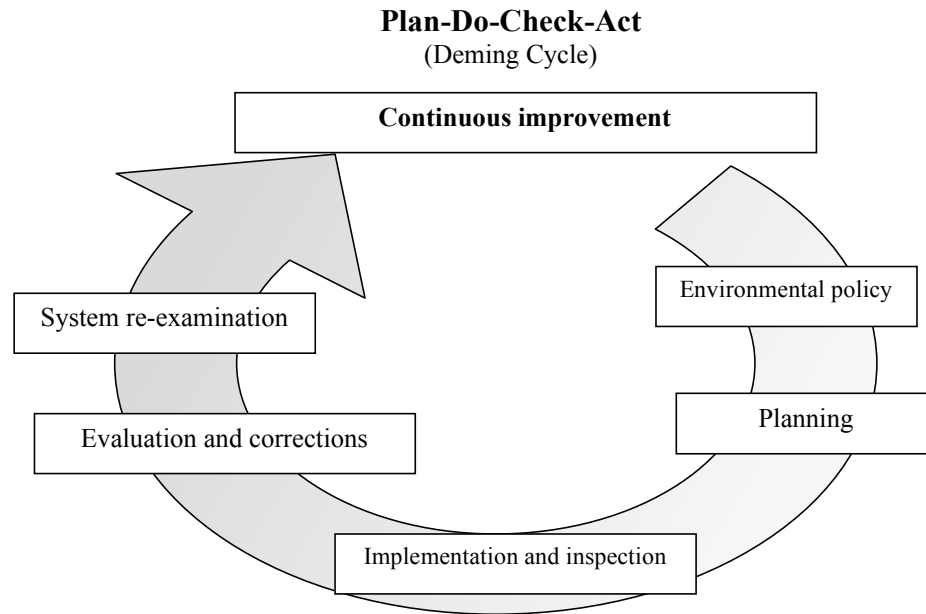 Plan-Do-Check-Act
(Deming Cycle)
Continuous improvement
Environmental policy
System re-examination
Planning
Evaluation and corrections
Implementation and inspection